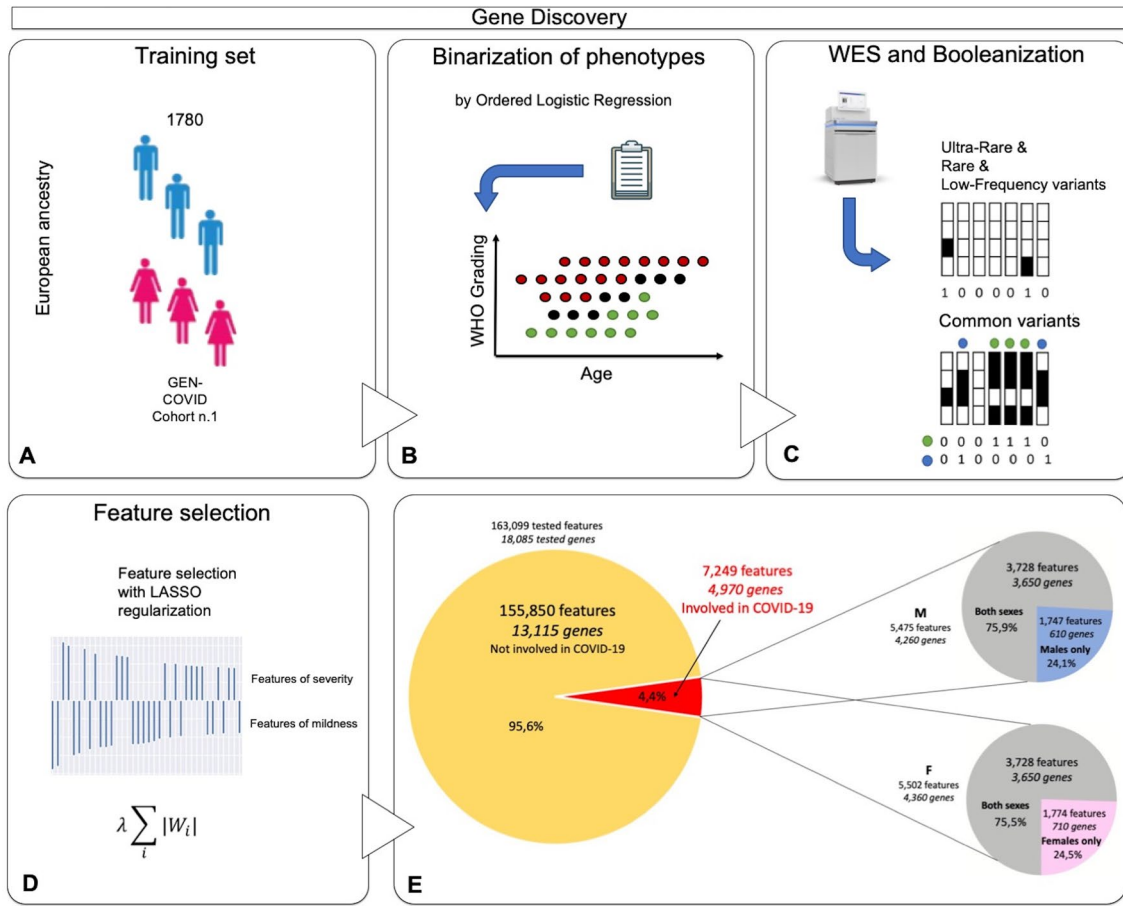 Gene Discovery
Training set
1780
European ancestry
GEN-
COVID
Cohort n.1
A
Binarization of phenotypes
by Ordered Logistic Regression
WHO Grading
Age
B
WES and Booleanization
Ultra-Rare &
Rare &
Low-Frequency variants
1 0 0 0 0 1 0
Common variants
0 0 0 1 1 1 0
0 1 0 0 0 0 1
C
Feature selection
Feature selection
with LASSO
regularization
Features of severity
Features of mildness
λ∑|Wᵢ|
i
D
163,099 tested features
18,085 tested genes
155,850 features
13,115 genes
Not involved in COVID-19
95,6%
7,249 features
4,970 genes
Involved in COVID-19
4,4%
M
5,475 features
4,260 genes
3,728 features
3,650 genes
Both sexes
75,9%
1,747 features
610 genes
Males only
24,1%
F
5,502 features
4,360 genes
3,728 features
3,650 genes
Both sexes
75,5%
1,774 features
710 genes
Females only
24,5%
E